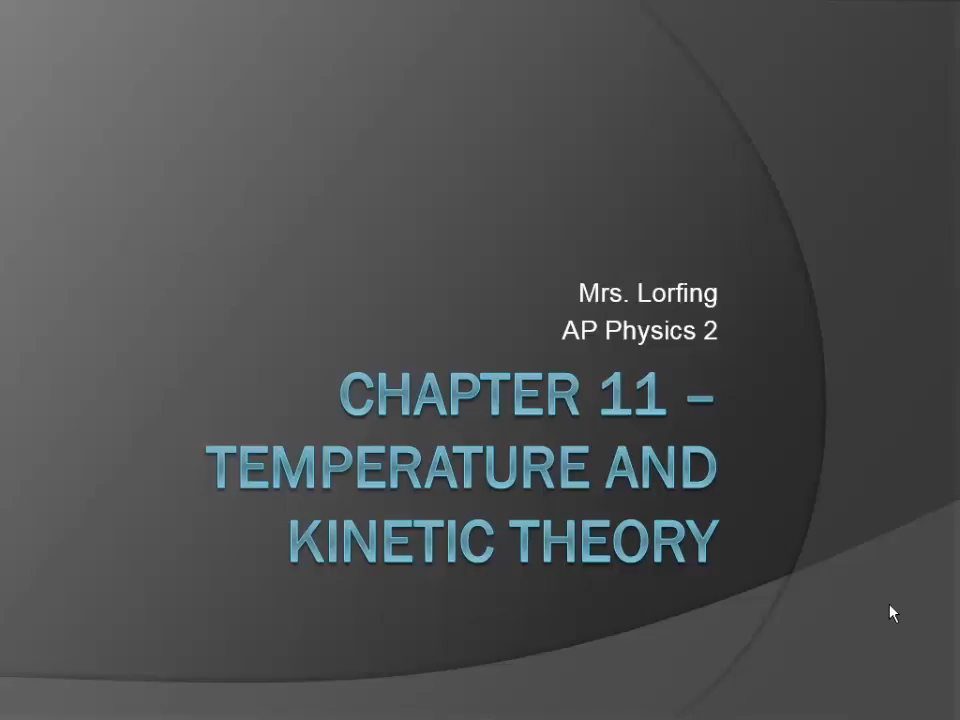 Mrs. Lorfing
AP Physics 2
CHAPTER 11 –
TEMPERATURE AND
KINETIC THEORY